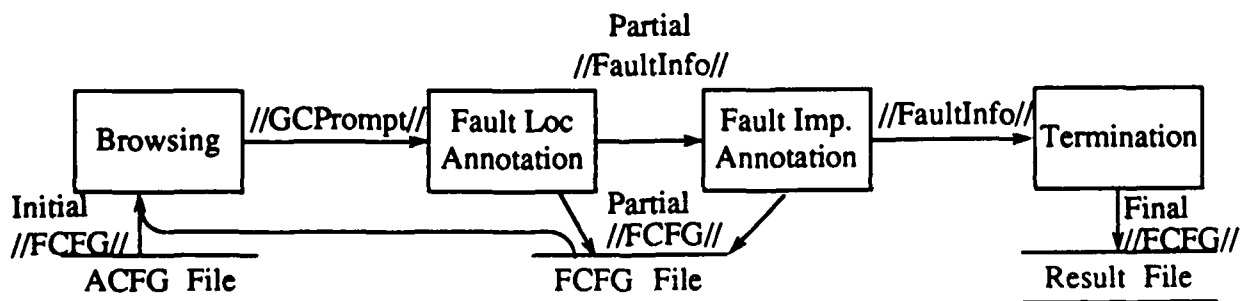 Partial
//FaultInfo//
Browsing
//GCPrompt//
Fault Loc
Annotation
Fault Imp.
Annotation
//FaultInfo//
Termination
Initial
//FCFG//
Partial
//FCFG//
Final
//FCFG//
ACFG File
FCFG File
Result File